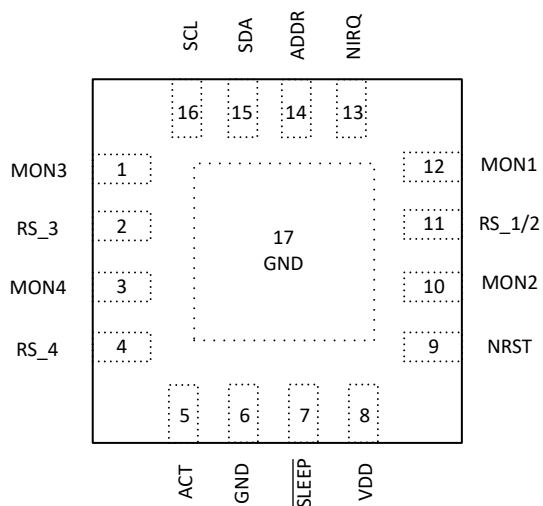 SCL SDA ADDR NIRQ
16 15 14 13
MON3 1 12 MON1
RS_3 2 11 RS_1/2
17
GND
MON4 3 10 MON2
RS_4 4 9 NRST
5 6 7 8
ACT GND SLEEP VDD